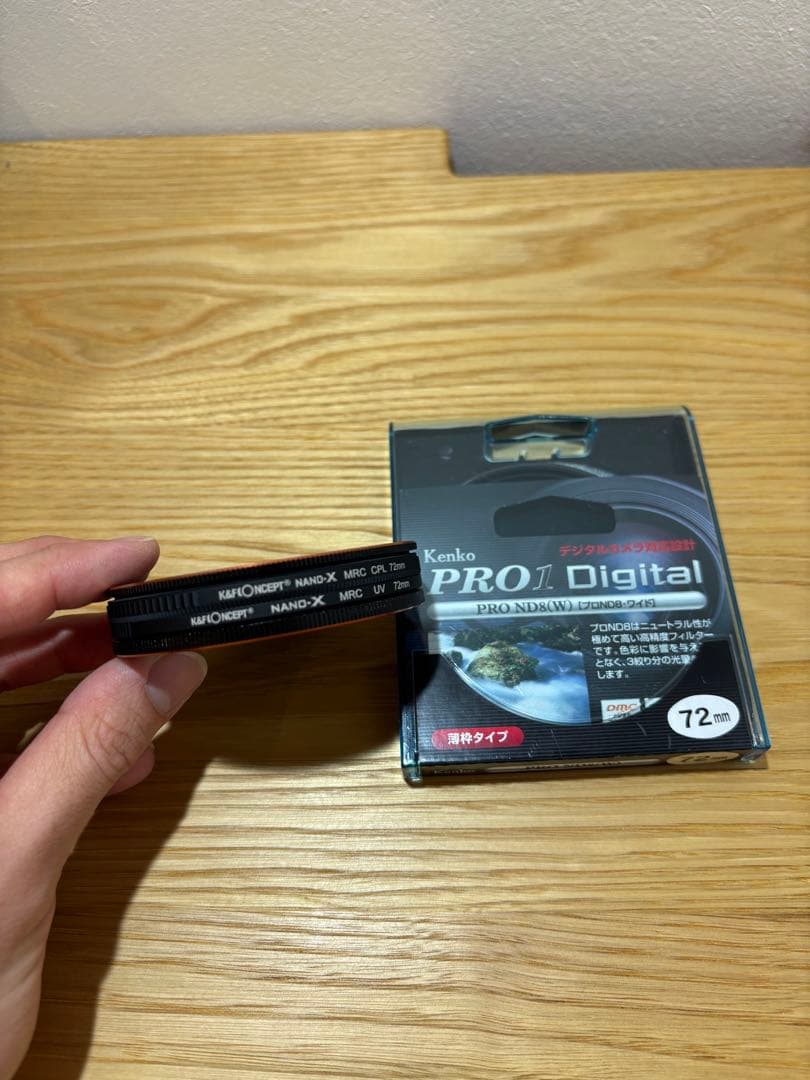 K&F CONCEPT® NANO-X MRC CPL 72mm
K&F CONCEPT® NANO-X MRC UV 72mm
Kenko
デジタルカメラ対応設計
PRO1 Digital
PRO ND8(W) [プロND8・ワイド]
プロND8はニュートラル性が
極めて高い高精度フィルター
です。色彩に影響を与え
となく、3絞り分の光量
します。
DMC
72mm
薄枠タイプ
Kenko
72